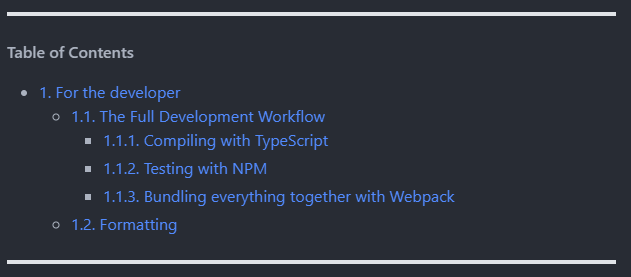 Table of Contents
1. For the developer
1.1. The Full Development Workflow
1.1.1. Compiling with TypeScript
1.1.2. Testing with NPM
1.1.3. Bundling everything together with Webpack
1.2. Formatting